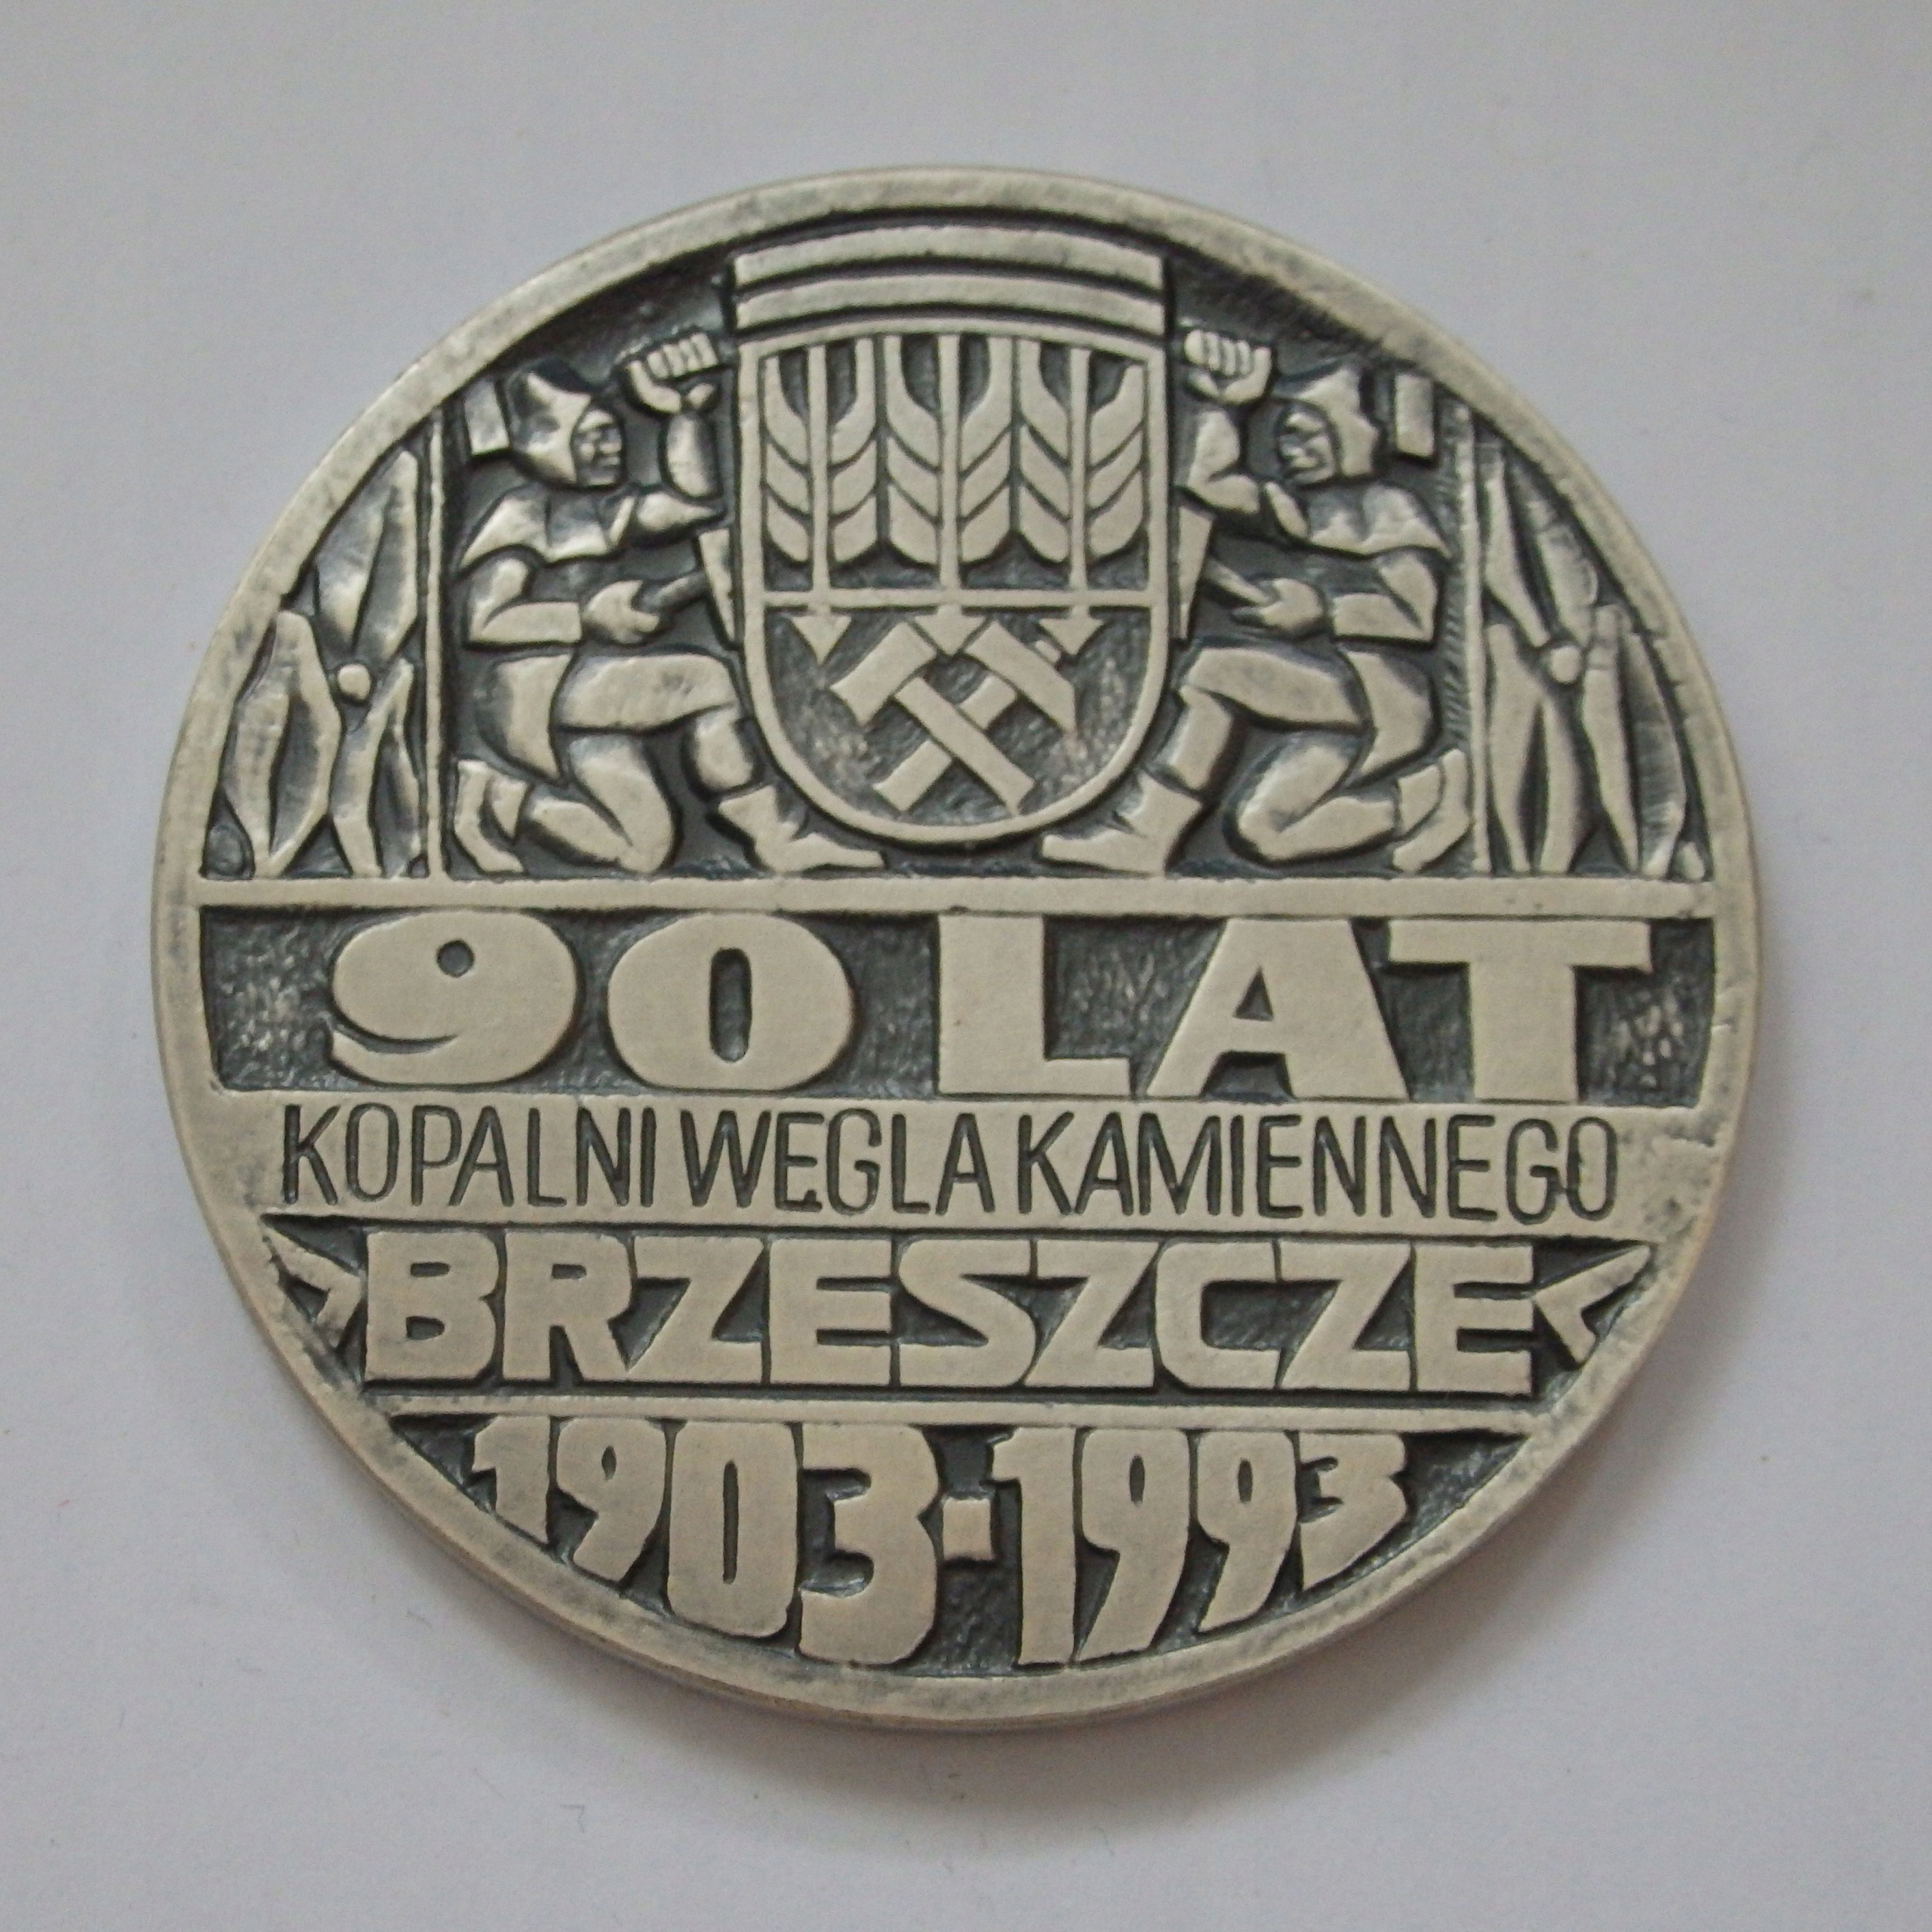 90 LAT
KOPALNI WĘGLA KAMIENNEGO
BRZESZCZE
1903-1993